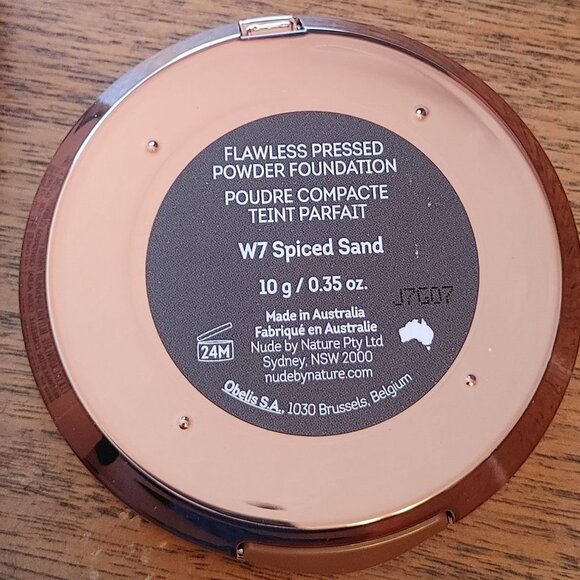 FLAWLESS PRESSED
POWDER FOUNDATION
POUDRE COMPACTE
TEINT PARFAIT
W7 Spiced Sand
10 g / 0.35 oz.
J7G07
Made in Australia
Fabriqué en Australie
24M
Nude by Nature Pty Ltd
Sydney, NSW 2000
nudebynature.com
Obelis S.A., 1030 Brussels, Belgium